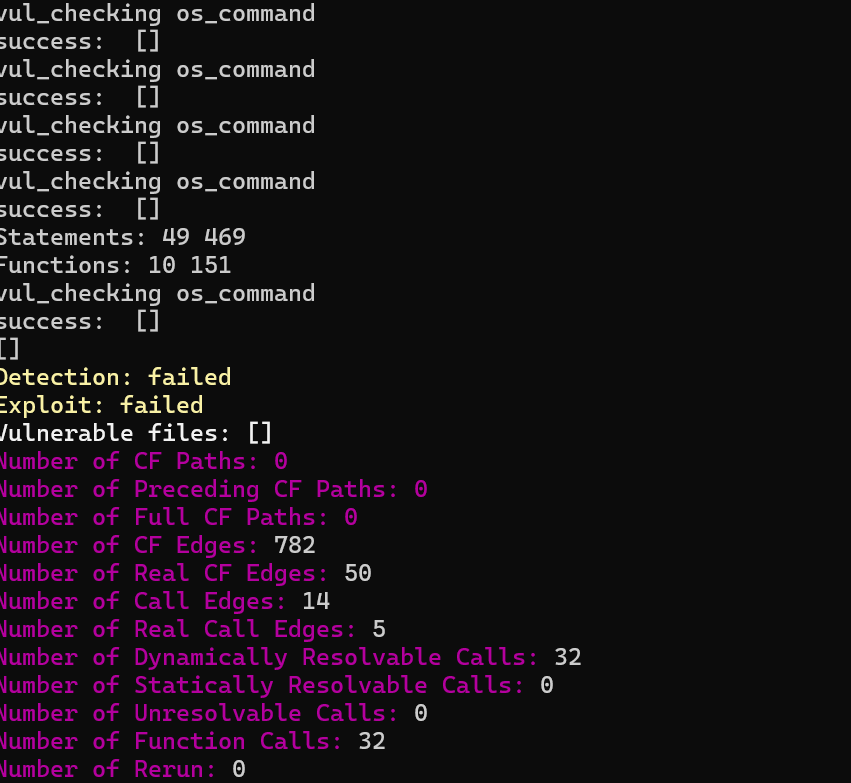 vul_checking os_command
success:  []
vul_checking os_command
success:  []
vul_checking os_command
success:  []
vul_checking os_command
success:  []
Statements: 49 469
Functions: 10 151
vul_checking os_command
success:  []
[]
Detection: failed
Exploit: failed
Vulnerable files: []
Number of CF Paths: 0
Number of Preceding CF Paths: 0
Number of Full CF Paths: 0
Number of CF Edges: 782
Number of Real CF Edges: 50
Number of Call Edges: 14
Number of Real Call Edges: 5
Number of Dynamically Resolvable Calls: 32
Number of Statically Resolvable Calls: 0
Number of Unresolvable Calls: 0
Number of Function Calls: 32
Number of Rerun: 0